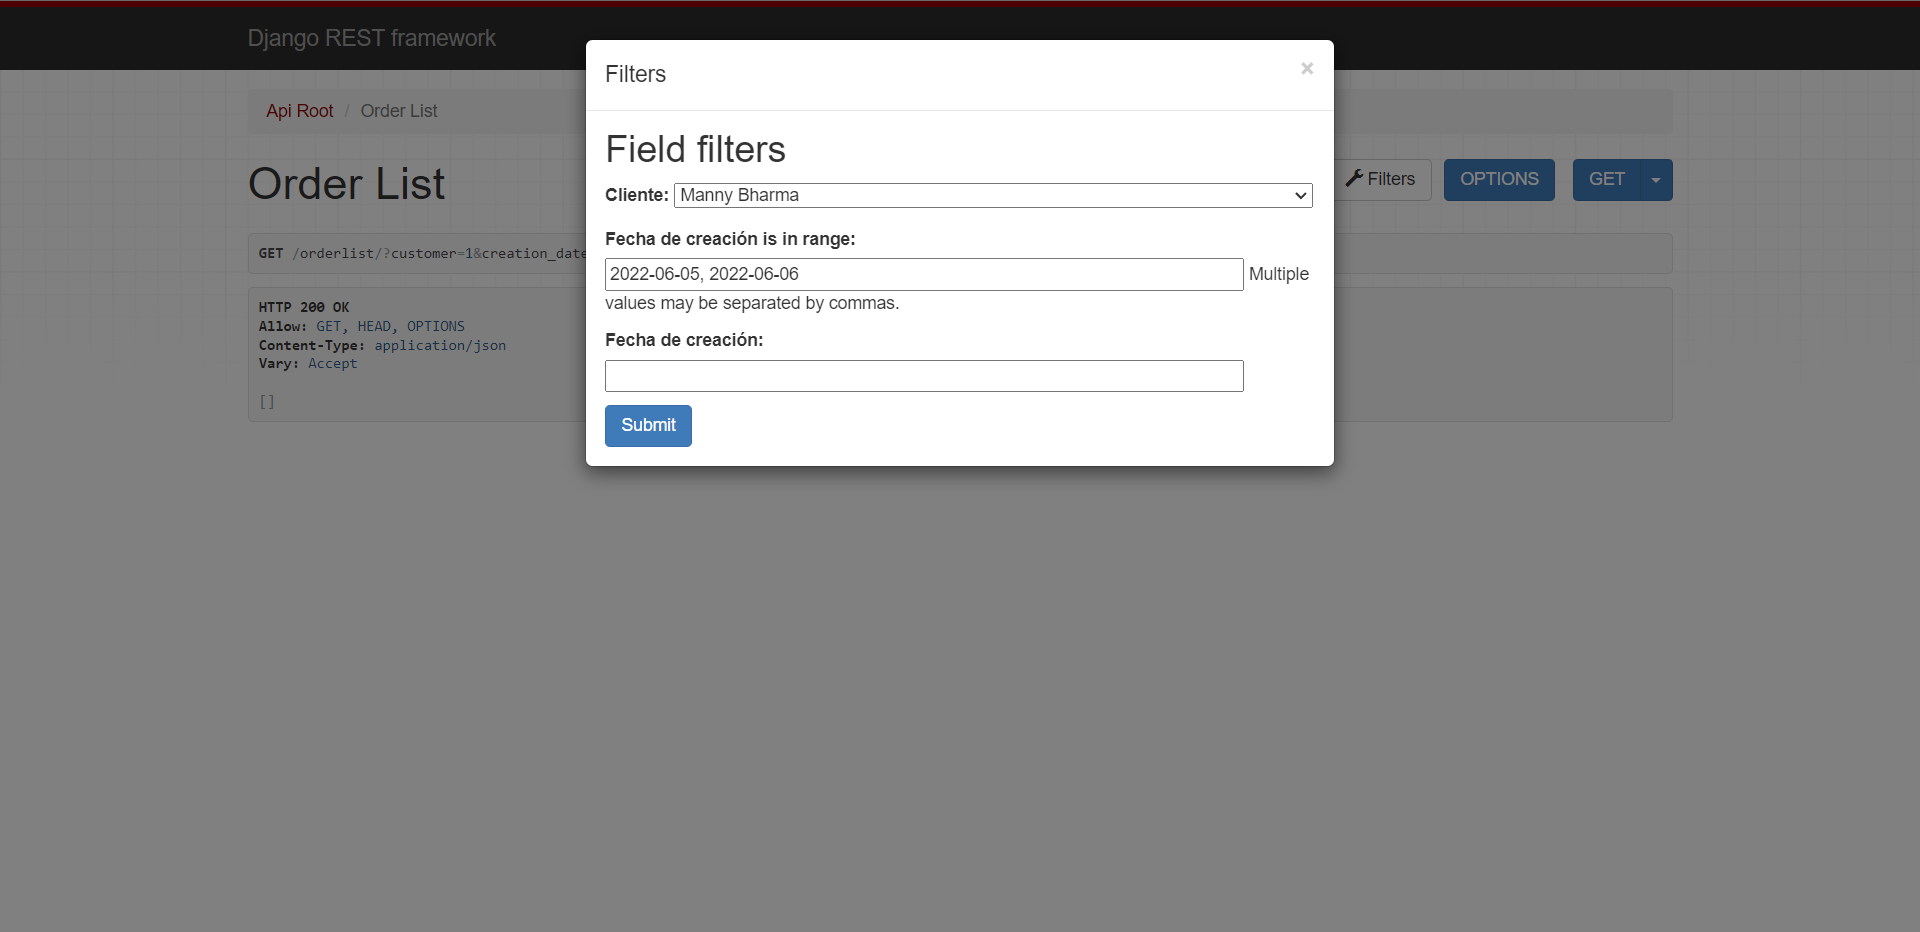 Django REST framework
Filters ×
Api Root / Order List
Field filters
Order List
Cliente: Manny Bharma
Filters OPTIONS GET
Fecha de creación is in range:
GET /orderlist/?customer=1&creation_date
2022-06-05, 2022-06-06 Multiple
values may be separated by commas.
HTTP 200 OK
Allow: GET, HEAD, OPTIONS
Content-Type: application/json
Vary: Accept
[]
Fecha de creación:
Submit